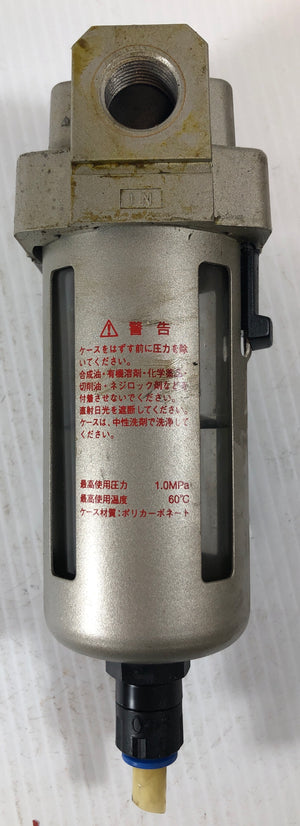 IN
⚠ 警告
ケースをはずす前に圧力を除
いてください。
合成油・有機溶剤・化学薬品・
切削油・ネジロック剤などを
付着させないでください。
直射日光を遮断してください。
ケースは、中性洗剤で洗浄して
ください。
最高使用圧力 1.0MPa
最高使用温度 60℃
ケース材質:ポリカーボネート